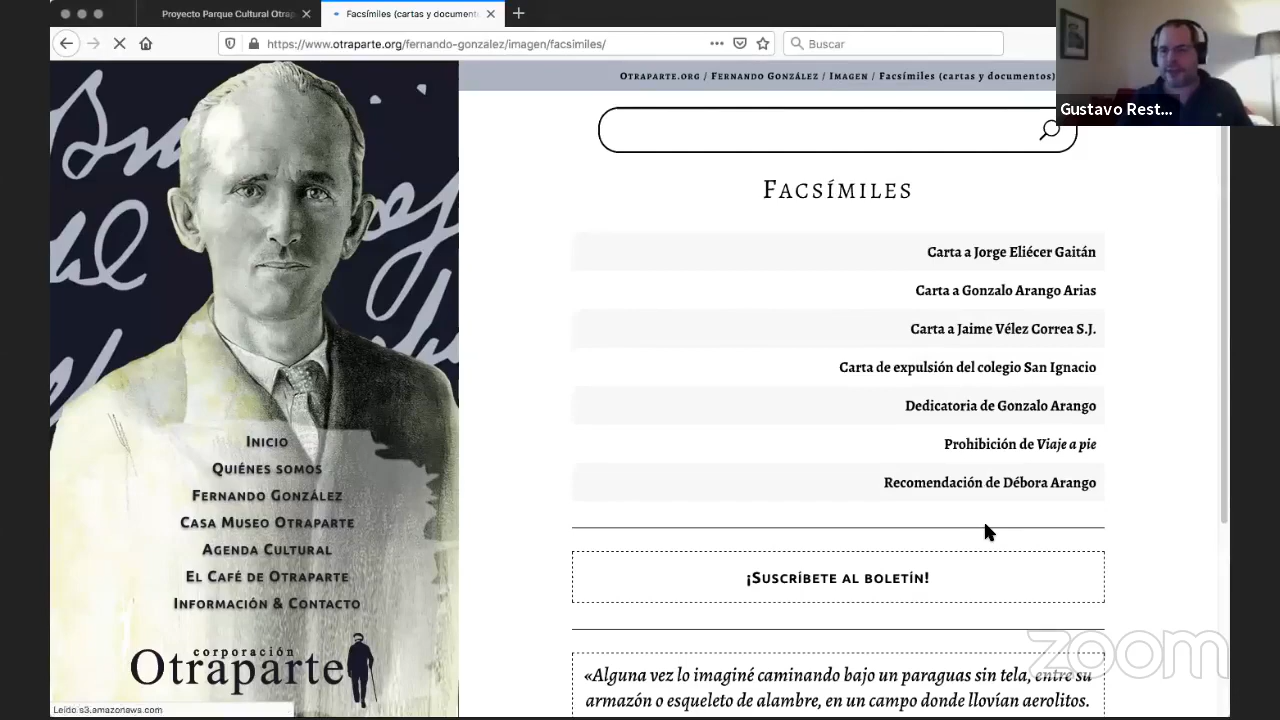 Proyecto Parque Cultural Otrap
Facsímiles (cartas y document
https://www.otraparte.org/fernando-gonzalez/imagen/facsimiles/
Buscar
Otraparte.org / Fernando González / Imagen / Facsímiles (cartas y documentos)
Gustavo Rest...
Facsímiles
Carta a Jorge Eliécer Gaitán
Carta a Gonzalo Arango Arias
Carta a Jaime Vélez Correa S.J.
Carta de expulsión del colegio San Ignacio
Dedicatoria de Gonzalo Arango
Prohibición de Viaje a pie
Recomendación de Débora Arango
Inicio
Quiénes somos
Fernando González
Casa Museo Otraparte
Agenda Cultural
El Café de Otraparte
Información & Contacto
corporación
Otraparte
¡Suscríbete al boletín!
«Alguna vez lo imaginé caminando bajo un paraguas sin tela, entre su
armazón o esqueleto de alambre, en un campo donde llovían aerolitos.
zoom
Leído s3.amazonaws.com